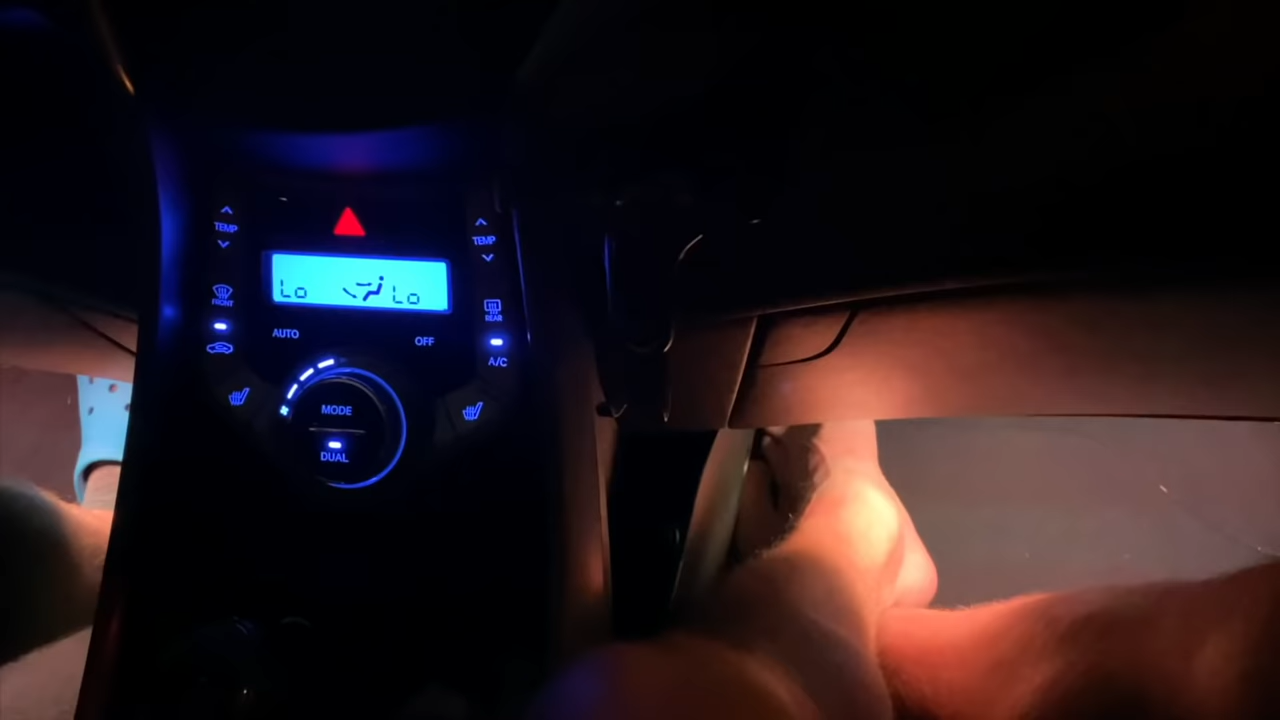 TEMP
TEMP
Lo Lo
FRONT
REAR
AUTO
OFF
A/C
MODE
DUAL